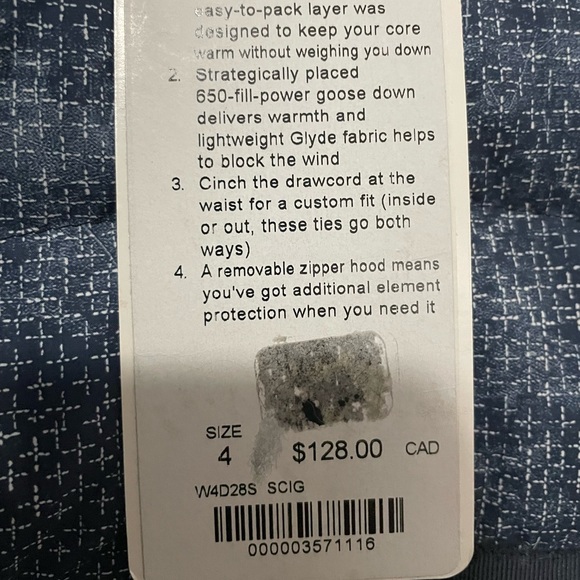 easy-to-pack layer was
designed to keep your core
warm without weighing you down
2. Strategically placed
650-fill-power goose down
delivers warmth and
lightweight Glyde fabric helps
to block the wind
3. Cinch the drawcord at the
waist for a custom fit (inside
or out, these ties go both
ways)
4. A removable zipper hood means
you've got additional element
protection when you need it
SIZE
4 $128.00 CAD
W4D28S SCIG
000003571116